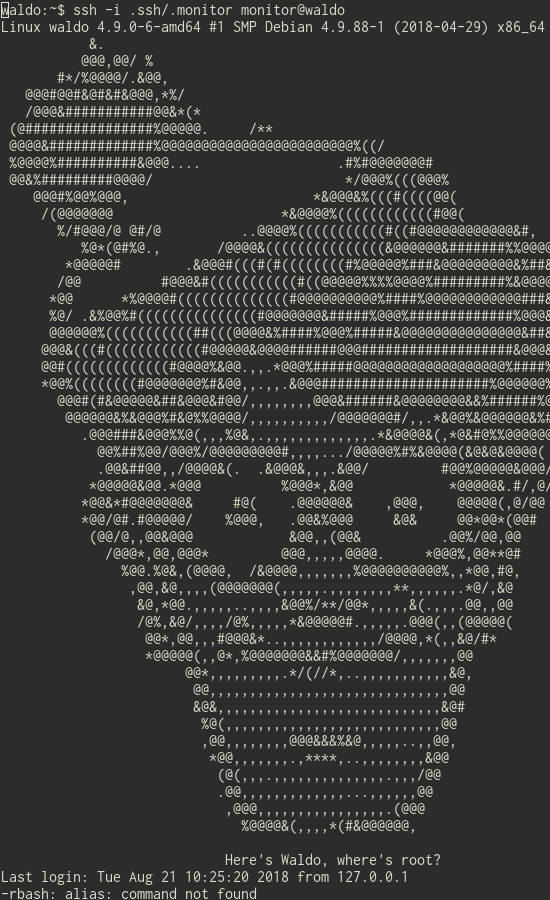 waldo:~$ ssh -i .ssh/.monitor monitor@waldo
Linux waldo 4.9.0-6-amd64 #1 SMP Debian 4.9.88-1 (2018-04-29) x86_64
Here's Waldo, where's root?
Last login: Tue Aug 21 10:25:20 2018 from 127.0.0.1
-rbash: alias: command not found